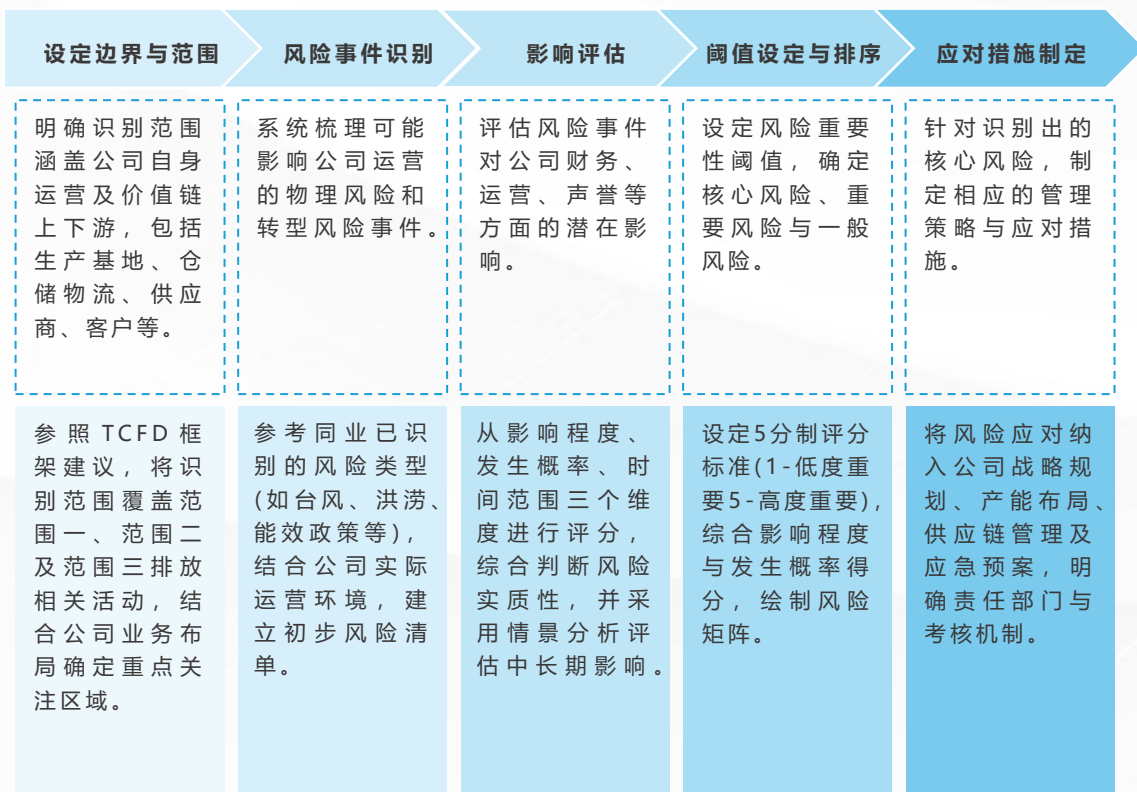 设定边界与范围
风险事件识别
影响评估
阈值设定与排序
应对措施制定
明确识别范围
涵盖公司自身
运营及价值链
上下游，包括
生产基地、仓
储物流、供应
商、客户等。
系统梳理可能
影响公司运营
的物理风险和
转型风险事件。
评估风险事件
对公司财务、
运营、声誉等
方面的潜在影
响。
设定风险重要
性阈值，确定
核心风险、重
要风险与一般
风险。
针对识别出的
核心风险，制
定相应的管理
策略与应对措
施。
参照TCFD框
架建议，将识
别范围覆盖范
围一、范围二
及范围三排放
相关活动，结
合公司业务布
局确定重点关
注区域。
参考同业已识
别的风险类型
(如台风、洪涝、
能效政策等)，
结合公司实际
运营环境，建
立初步风险清
单。
从影响程度、
发生概率、时
间范围三个维
度进行评分，
综合判断风险
实质性，并采
用情景分析评
估中长期影响。
设定5分制评分
标准(1-低度重
要5-高度重要)，
综合影响程度
与发生概率得
分，绘制风险
矩阵。
将风险应对纳
入公司战略规
划、产能布局、
供应链管理及
应急预案，明
确责任部门与
考核机制。